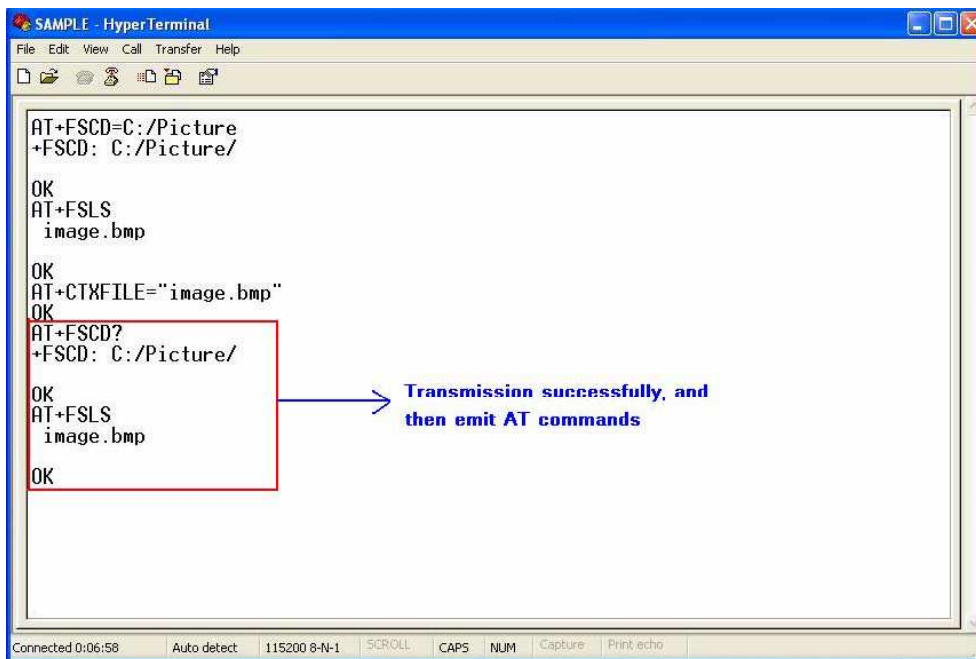 SAMPLE - HyperTerminal
File Edit View Call Transfer Help
AT+FSCD=C:/Picture
+FSCD: C:/Picture/
OK
AT+FSLS
image.bmp
OK
AT+CTXFILE="image.bmp"
OK
AT+FSCD?
+FSCD: C:/Picture/
OK
AT+FSLS
image.bmp
OK
Transmission successfully, and
then emit AT commands
Connected 0:06:58 Auto detect 115200 8-N-1 SCROLL CAPS NUM Capture Print echo